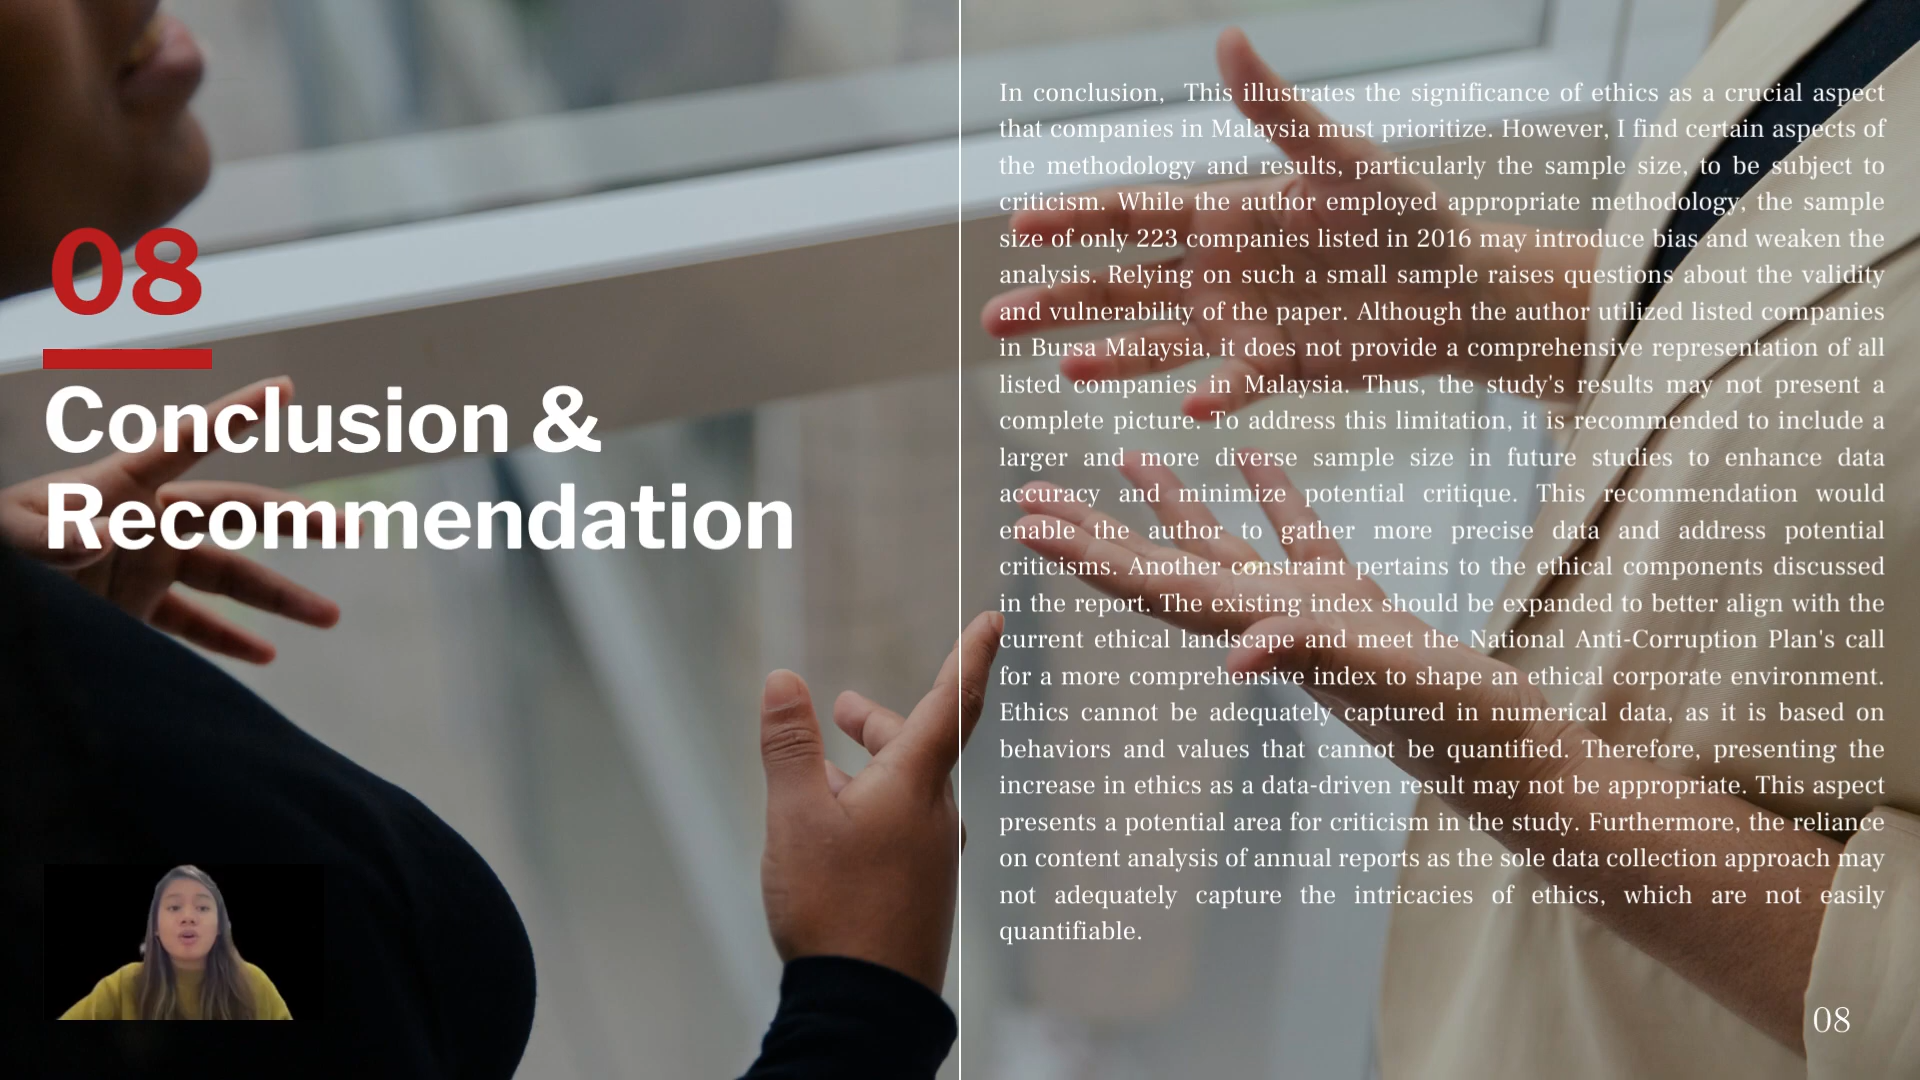 08
Conclusion &
Recommendation
In conclusion,  This illustrates the significance of ethics as a crucial aspect
that companies in Malaysia must prioritize. However, I find certain aspects of
the methodology and results, particularly the sample size, to be subject to
criticism. While the author employed appropriate methodology, the sample
size of only 223 companies listed in 2016 may introduce bias and weaken the
analysis. Relying on such a small sample raises questions about the validity
and vulnerability of the paper. Although the author utilized listed companies
in Bursa Malaysia, it does not provide a comprehensive representation of all
listed companies in Malaysia. Thus, the study's results may not present a
complete picture. To address this limitation, it is recommended to include a
larger and more diverse sample size in future studies to enhance data
accuracy and minimize potential critique. This recommendation would
enable the author to gather more precise data and address potential
criticisms. Another constraint pertains to the ethical components discussed
in the report. The existing index should be expanded to better align with the
current ethical landscape and meet the National Anti-Corruption Plan's call
for a more comprehensive index to shape an ethical corporate environment.
Ethics cannot be adequately captured in numerical data, as it is based on
behaviors and values that cannot be quantified. Therefore, presenting the
increase in ethics as a data-driven result may not be appropriate. This aspect
presents a potential area for criticism in the study. Furthermore, the reliance
on content analysis of annual reports as the sole data collection approach may
not adequately capture the intricacies of ethics, which are not easily
quantifiable.
08